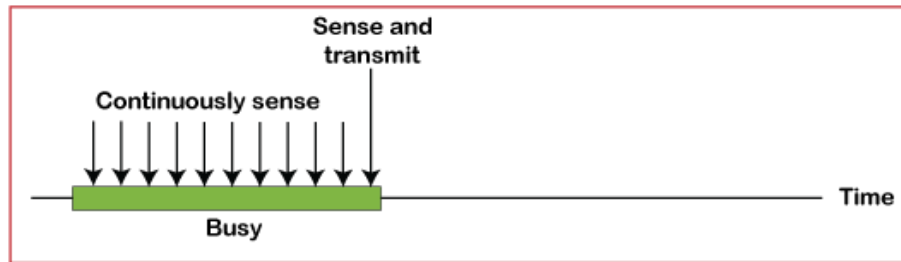 Sense and
transmit
Continuously sense
Time
Busy